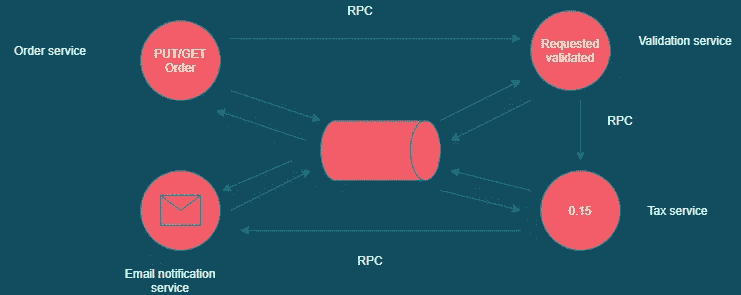 RPC
Order service
PUT/GET
Order
Requested
validated
Validation service
RPC
0.15
Tax service
RPC
Email notification
service